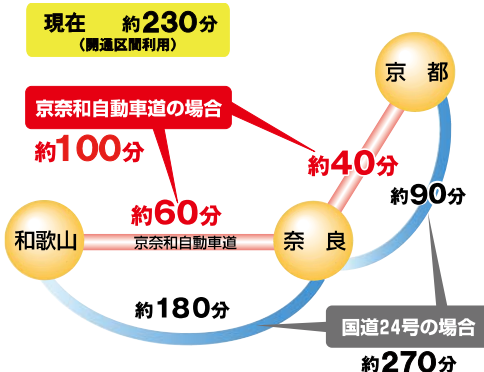 現在 約230分
(開通区間利用)
京都
京奈和自動車道の場合
約100分
約40分
約90分
約60分
和歌山
京奈和自動車道
奈良
約180分
国道24号の場合
約270分